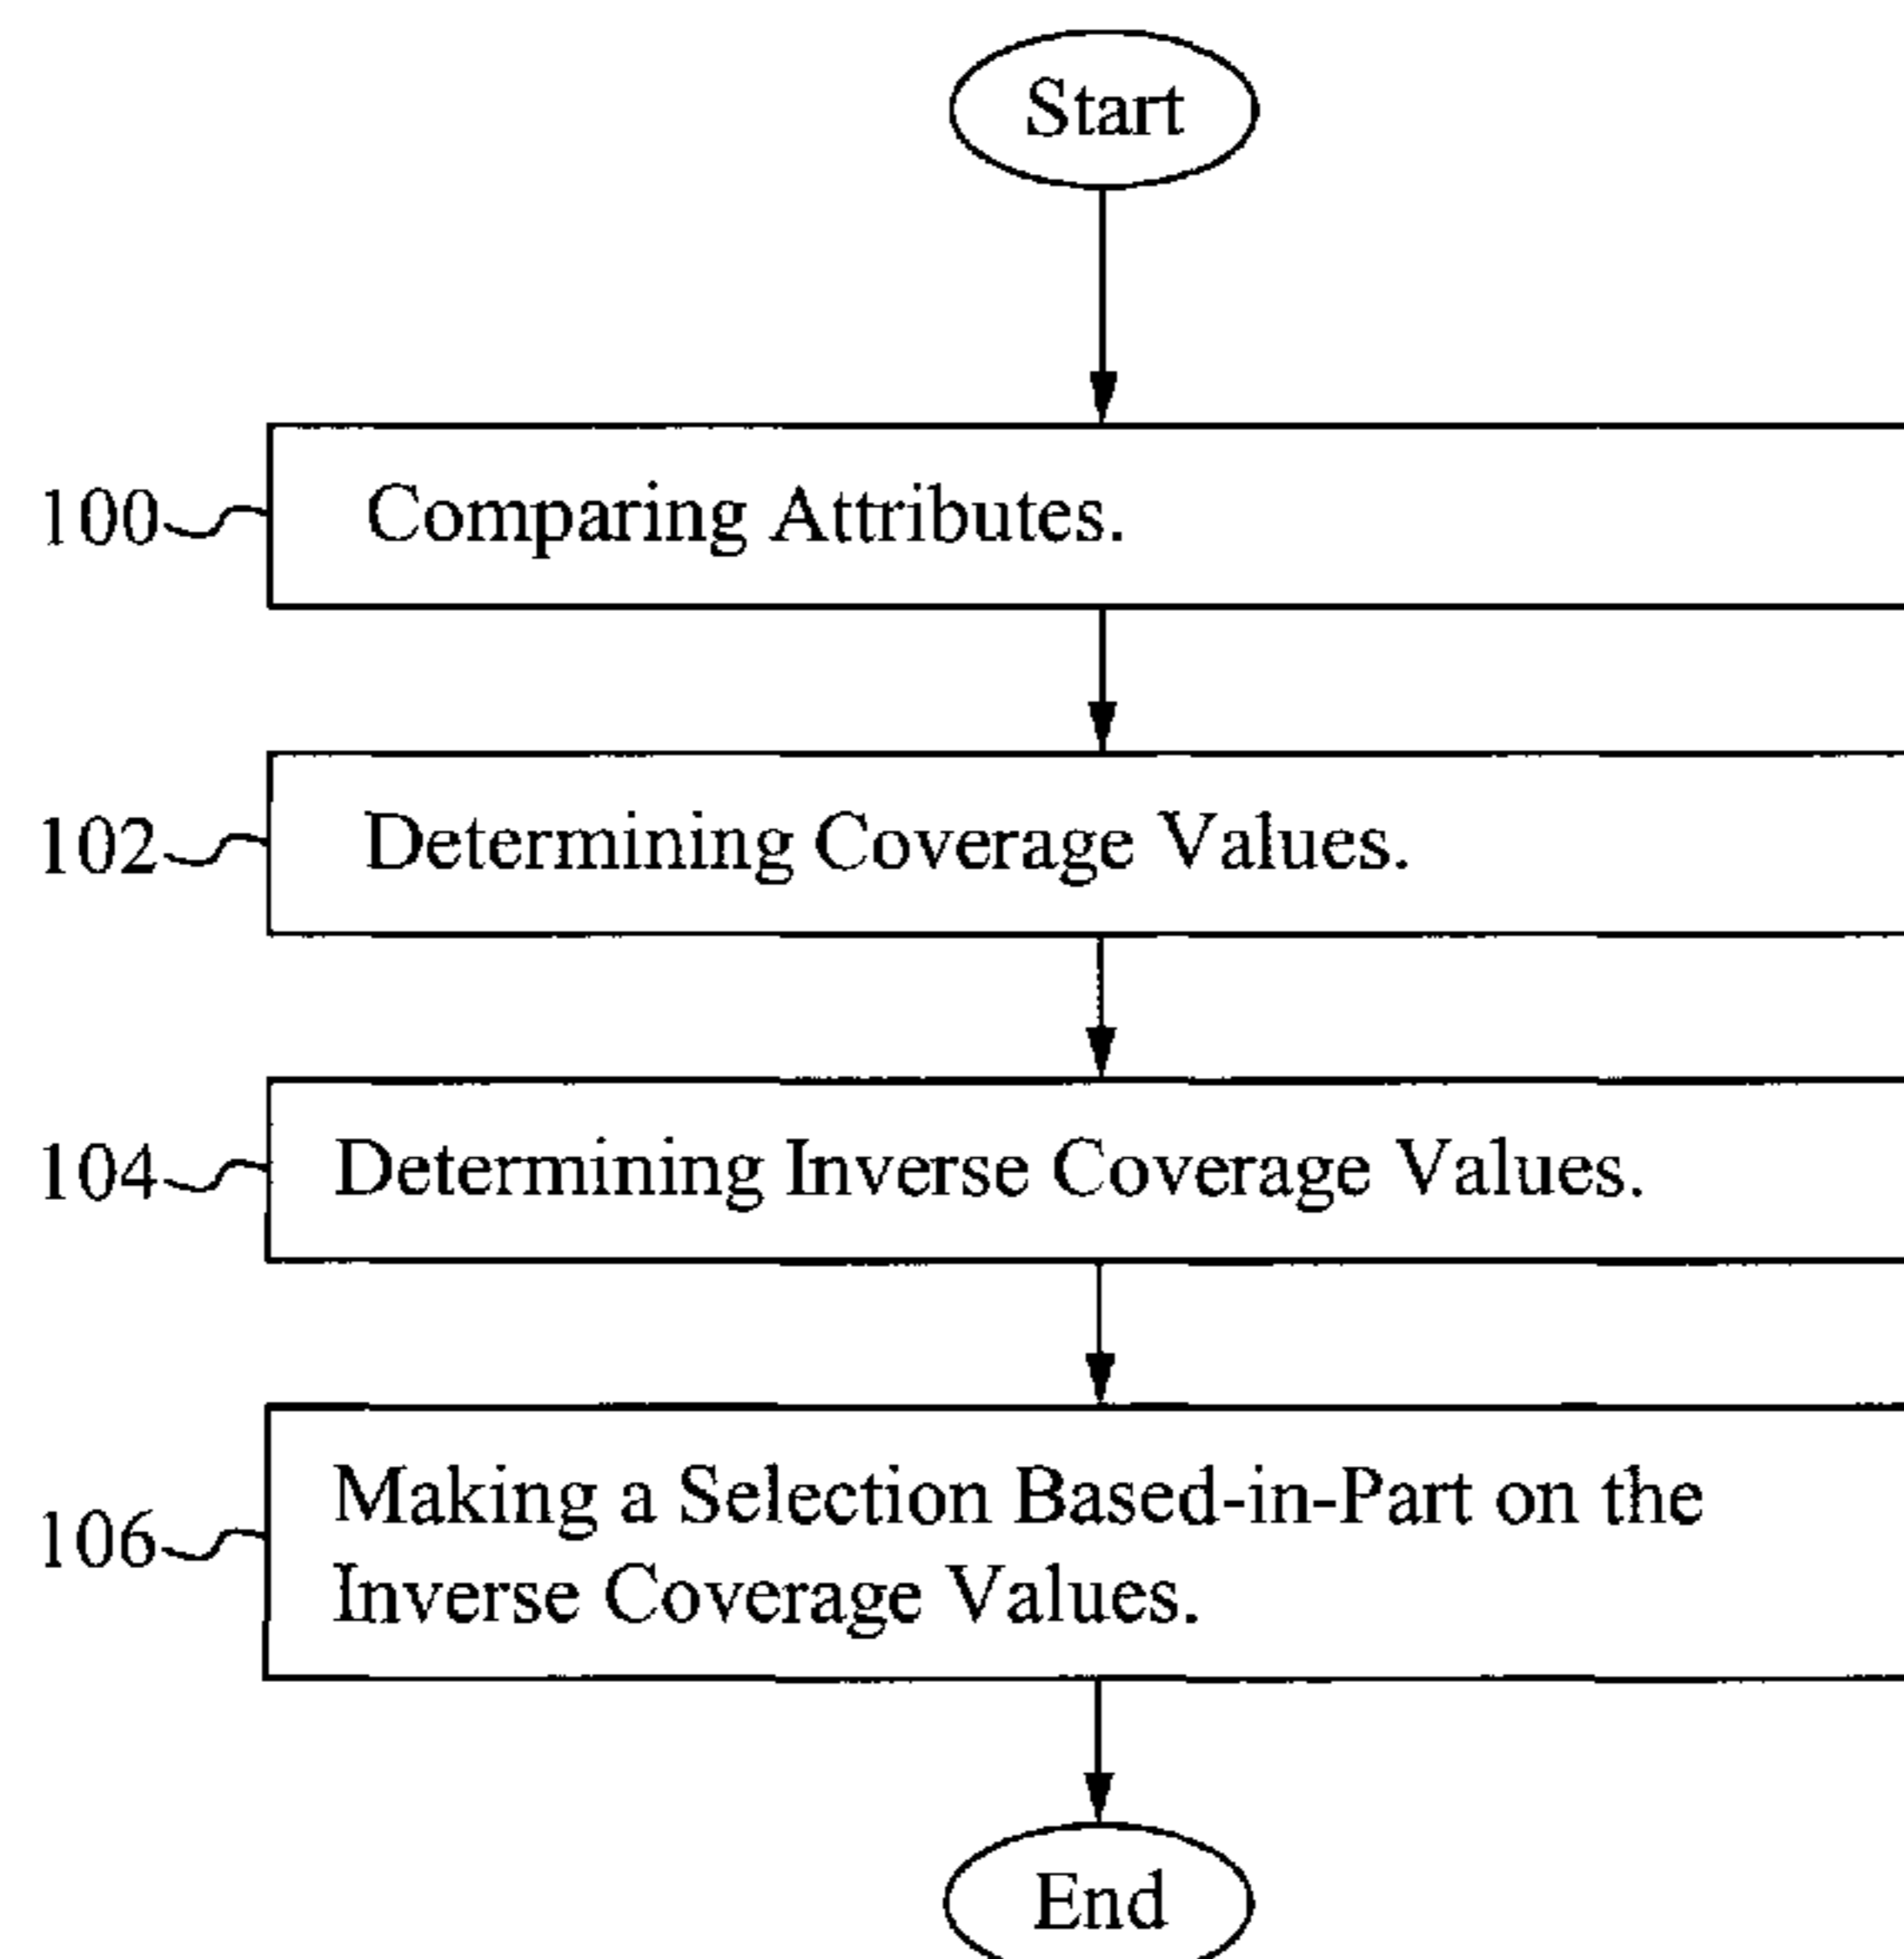 Start
100
Comparing Attributes.
102
Determining Coverage Values.
104
Determining Inverse Coverage Values.
106
Making a Selection Based-in-Part on the
Inverse Coverage Values.
End